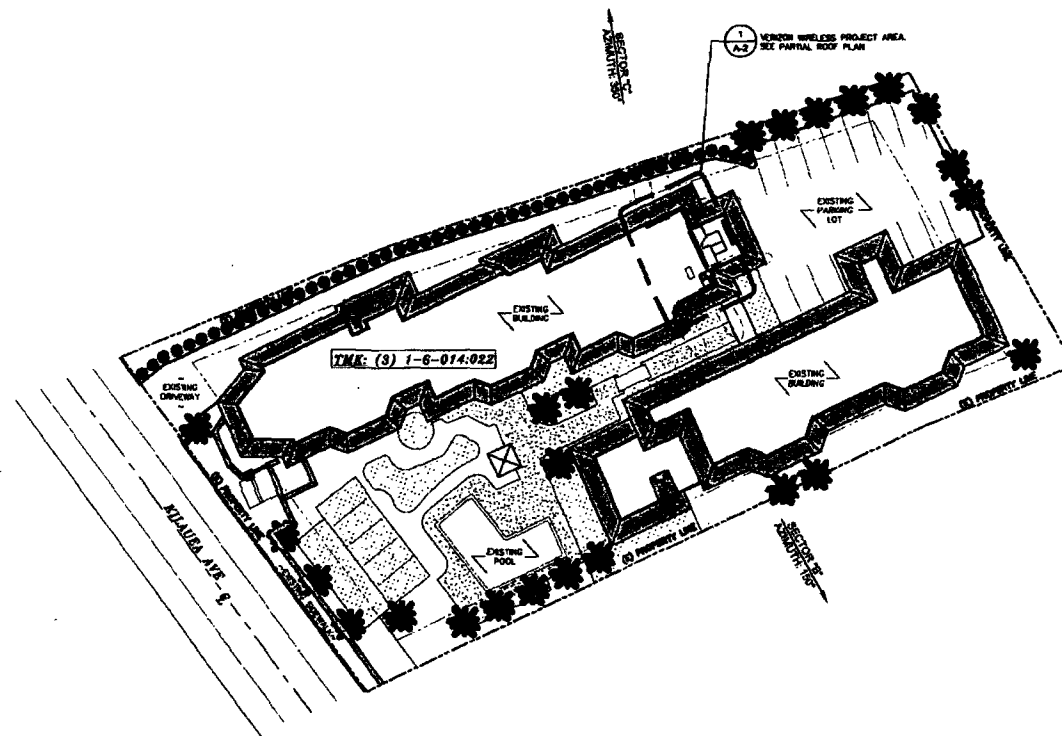 SECTOR "C"
AZIMUTH: 350°
1
A-2
VERIZON WIRELESS PROJECT AREA.
SEE PARTIAL ROOF PLAN
EXISTING
PARKING
LOT
PROPERTY LINE
EXISTING
BUILDING
TMK: (3) 1-6-014:022
EXISTING
DRIVEWAY
EXISTING
BUILDING
(E) PROPERTY LINE
(E) PROPERTY LINE
EXISTING
POOL
(E) PROPERTY LINE
KILAUEA AVE
SECTOR "B"
AZIMUTH: 150°